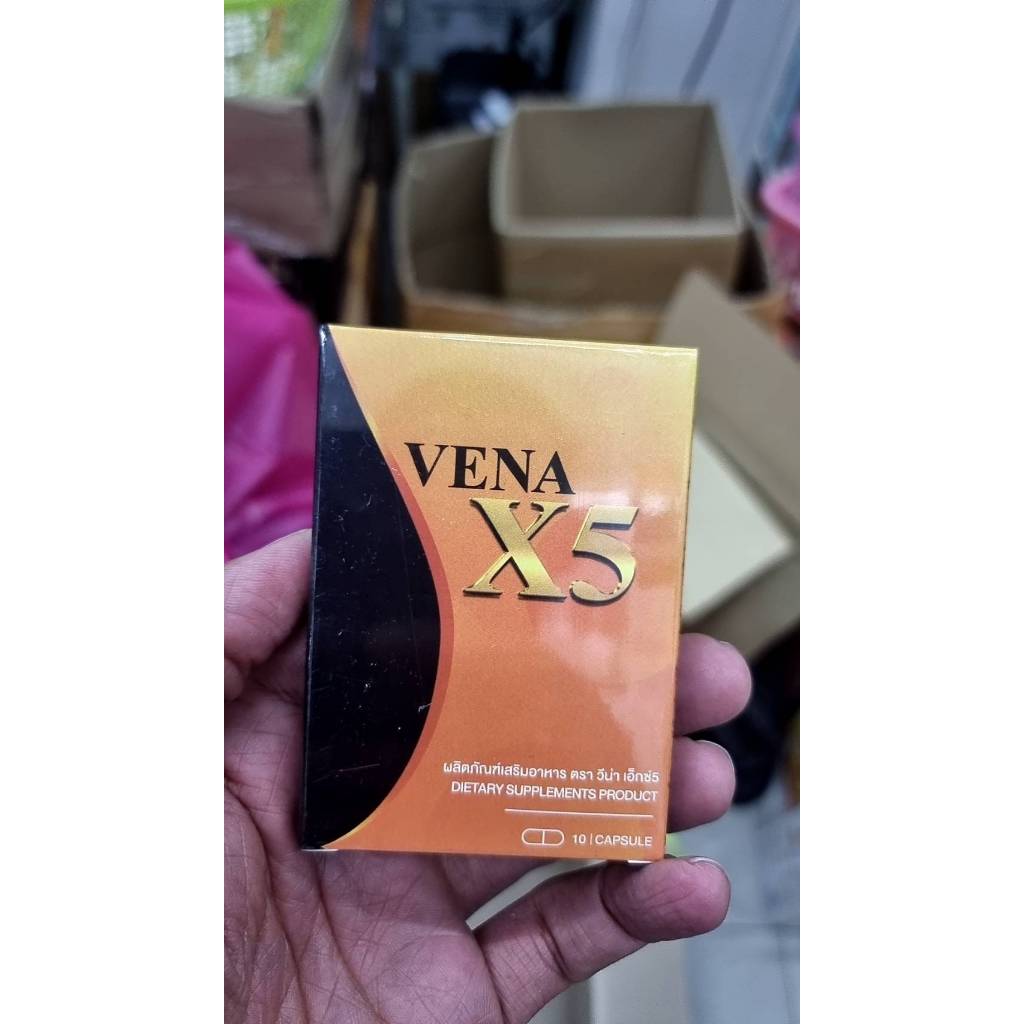 VENA
X5
ผลิตภัณฑ์เสริมอาหาร ตรา วีน่า เอ็กซ์5
DIETARY SUPPLEMENTS PRODUCT
10 | CAPSULE